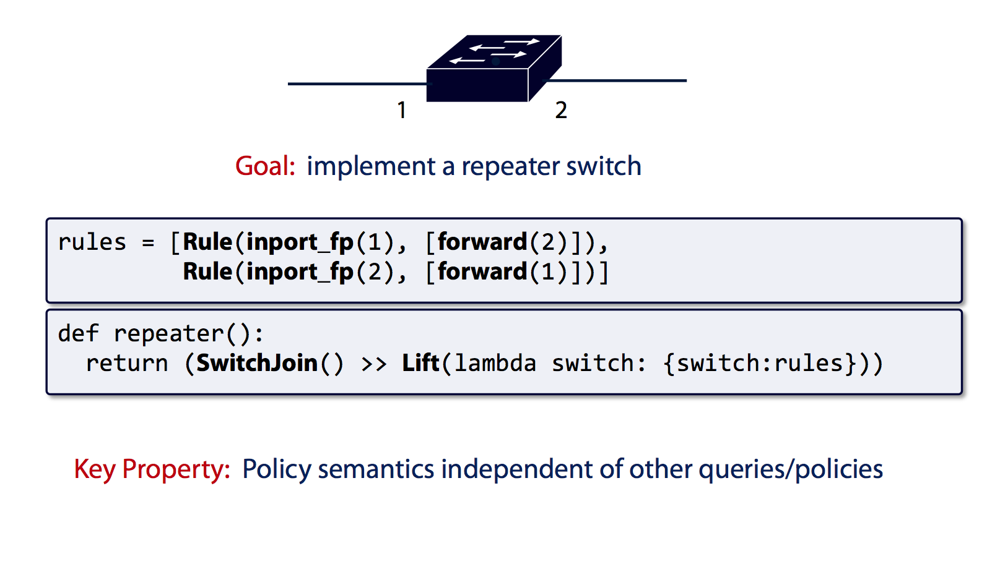 1
2
Goal: implement a repeater switch
rules = [Rule(inport_fp(1), [forward(2)]),
Rule(inport_fp(2), [forward(1)])]
def repeater():
return (SwitchJoin() >> Lift(lambda switch: {switch:rules}))
Key Property: Policy semantics independent of other queries/policies